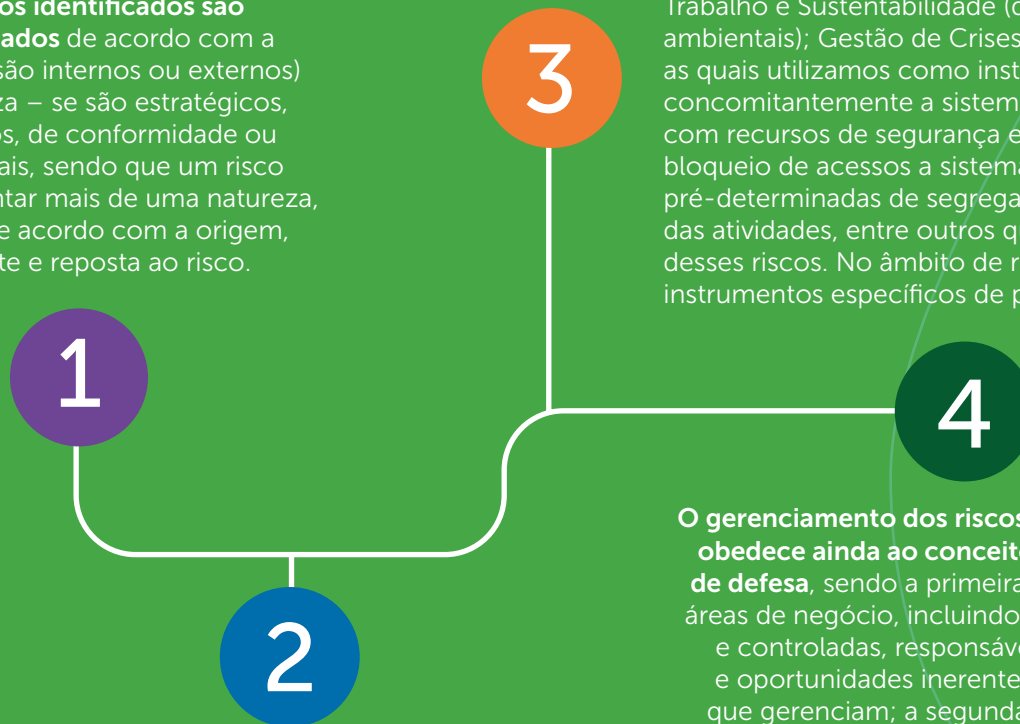 os identificados são
ados de acordo com a
são internos ou externos)
za – se são estratégicos,
os, de conformidade ou
ais, sendo que um risco
ntar mais de uma natureza,
e acordo com a origem,
te e reposta ao risco.
1
2
3
Trabalho e Sustentabilidade (
ambientais); Gestão de Crises
as quais utilizamos como inst
concomitantemente a sistem
com recursos de segurança e
bloqueio de acessos a sistema
pré-determinadas de segrega
das atividades, entre outros q
desses riscos. No âmbito de r
instrumentos específicos de p
4
O gerenciamento dos riscos
obedece ainda ao conceito
de defesa, sendo a primeira
áreas de negócio, incluindo
e controladas, responsáve
e oportunidades inerente
que gerenciam; a segunda